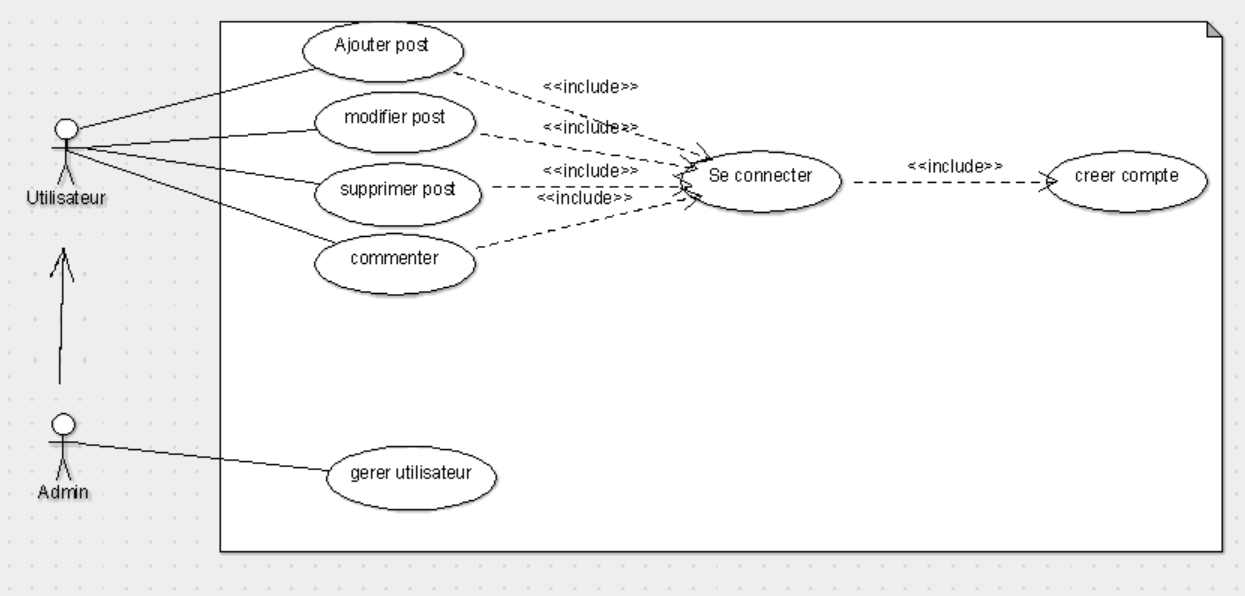 Ajouter post
<<include>>
modifier post
<<include>>
supprimer post
<<include>>
Se connecter
<<include>>
creer compte
Utilisateur
<<include>>
commenter
gerer utilisateur
Admin